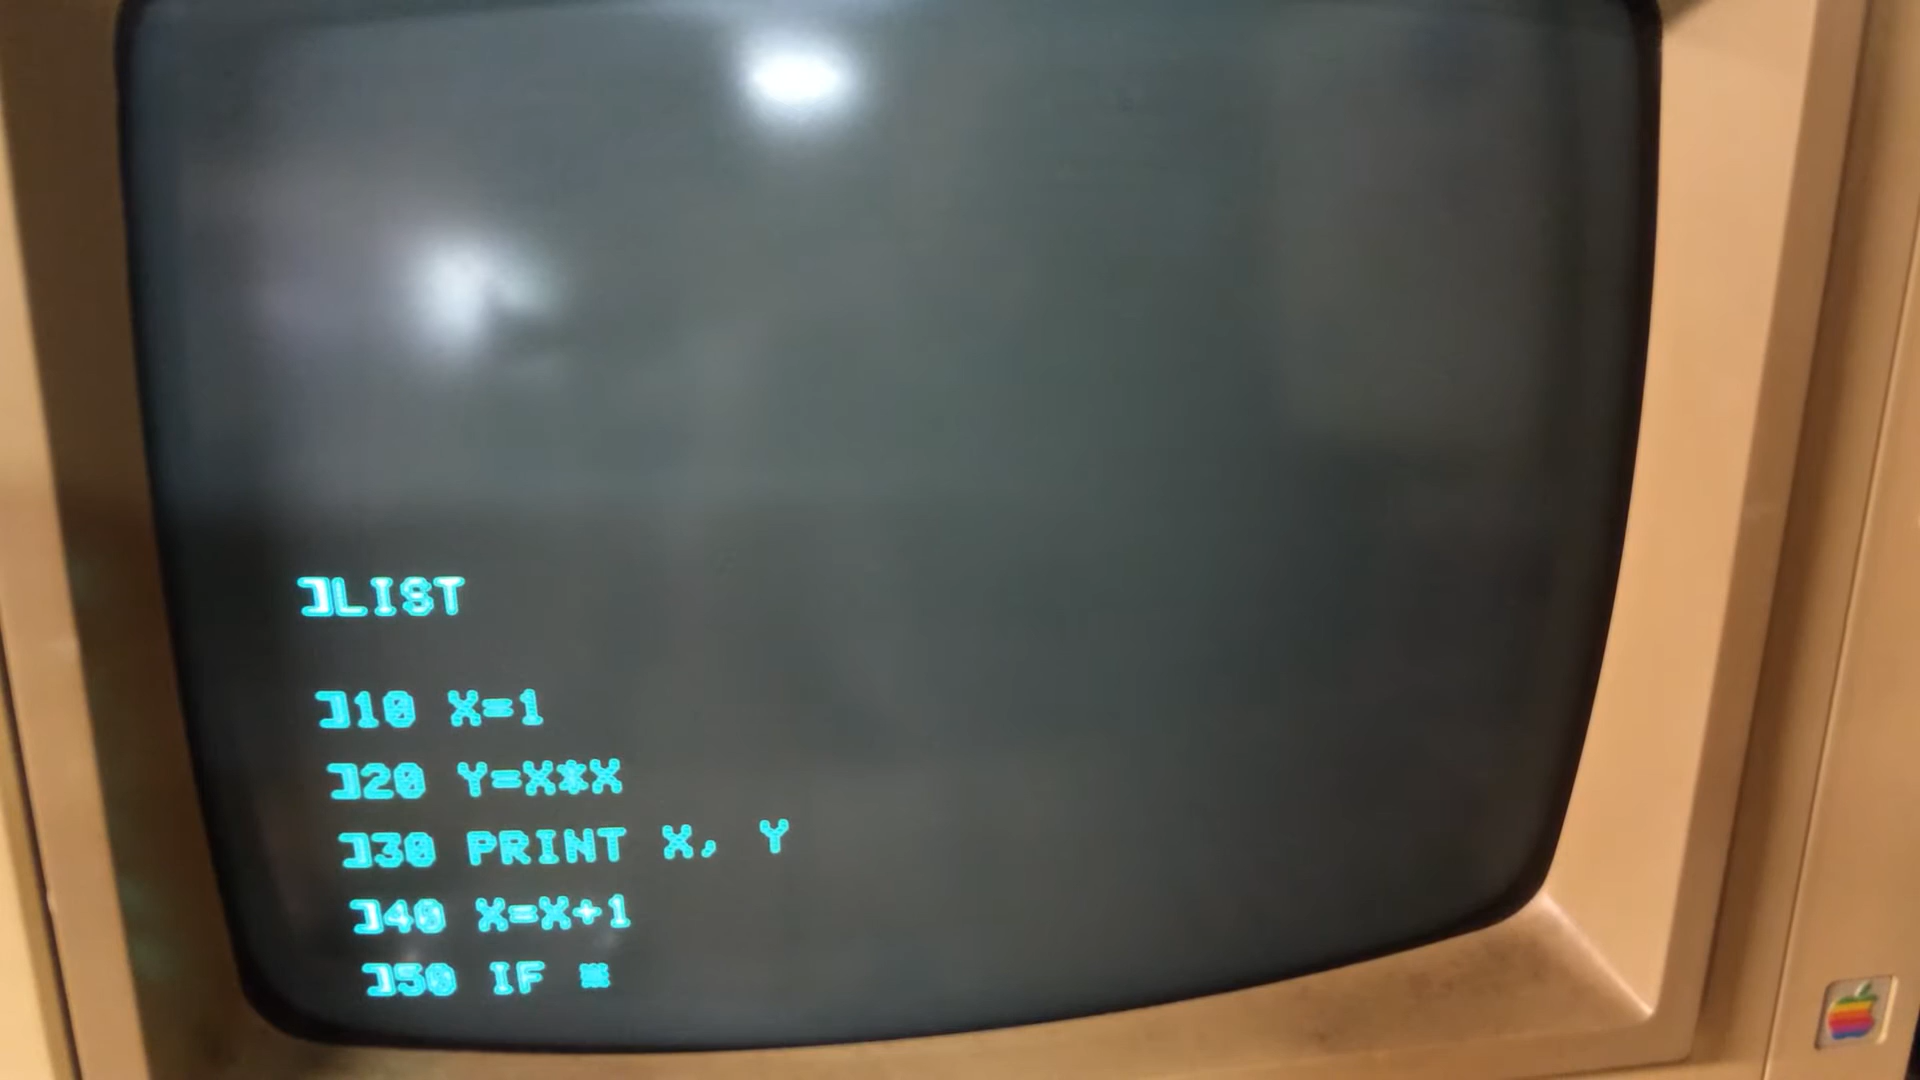 ]LIST
]10 X=1
]20 Y=X*X
]30 PRINT X, Y
]40 X=X+1
]50 IF